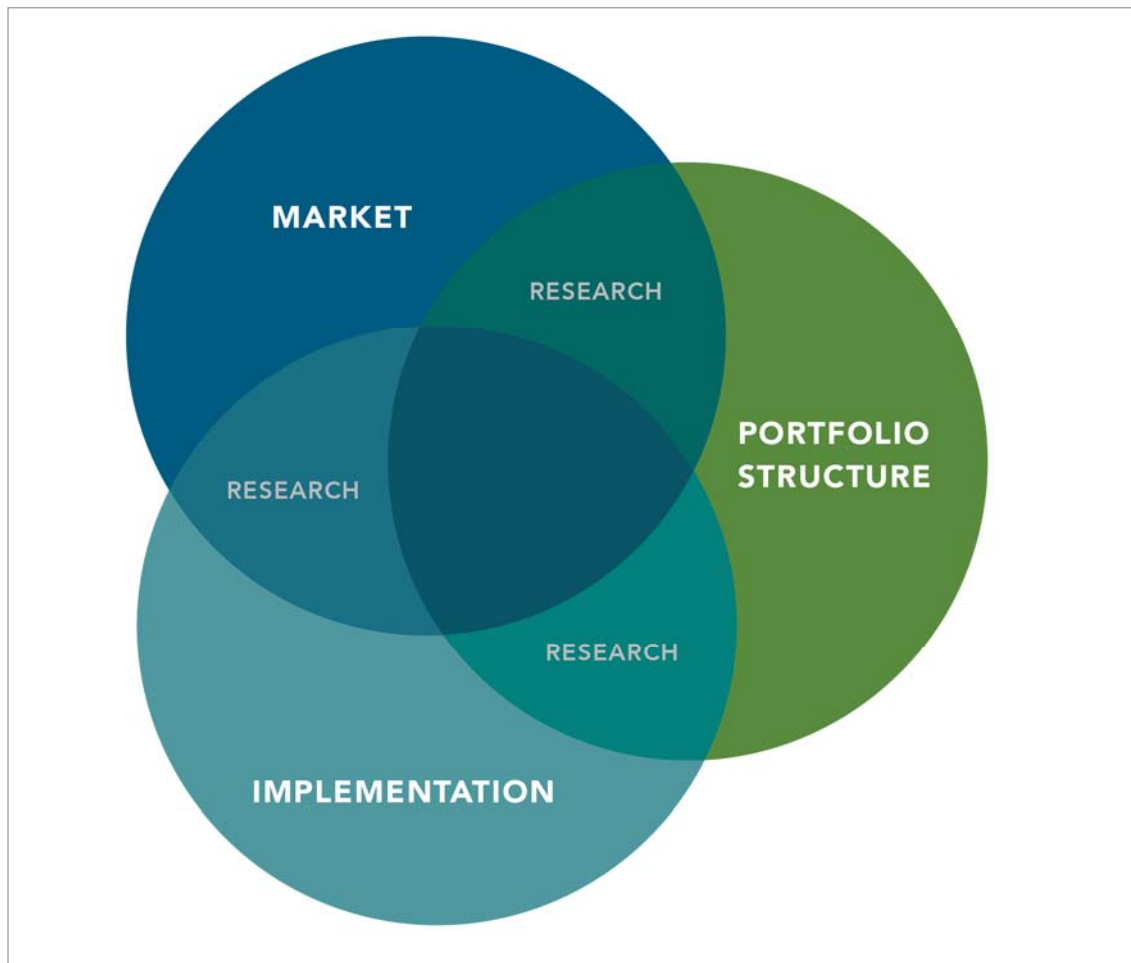 MARKET
RESEARCH
PORTFOLIO
STRUCTURE
RESEARCH
RESEARCH
IMPLEMENTATION